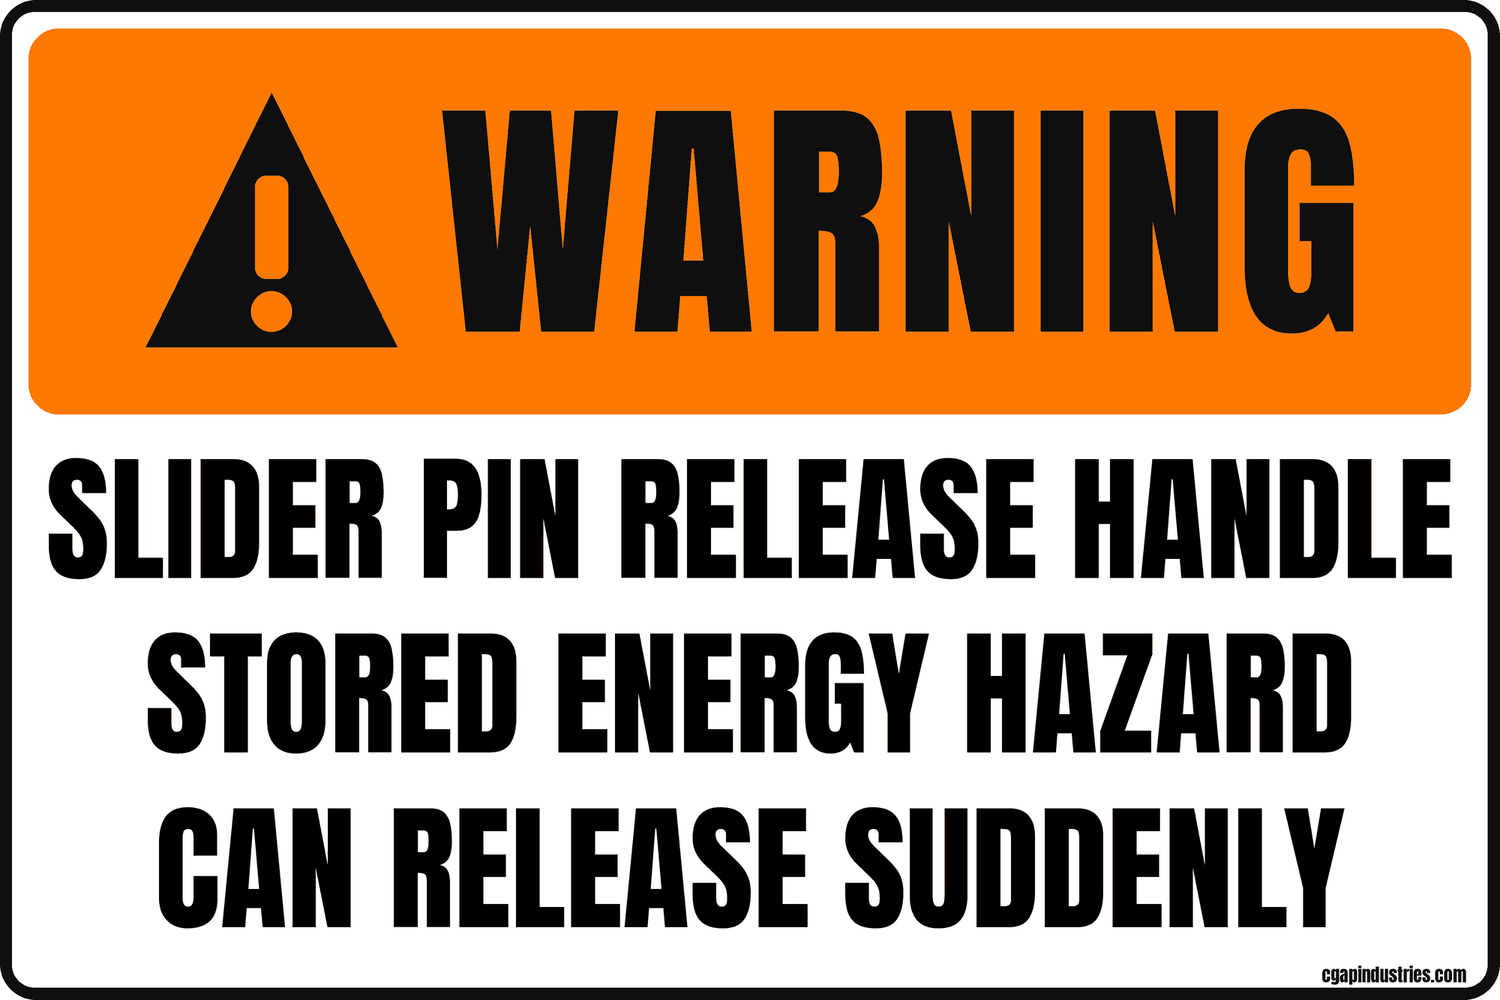 WARNING
SLIDER PIN RELEASE HANDLE
STORED ENERGY HAZARD
CAN RELEASE SUDDENLY
cgapindustries.com